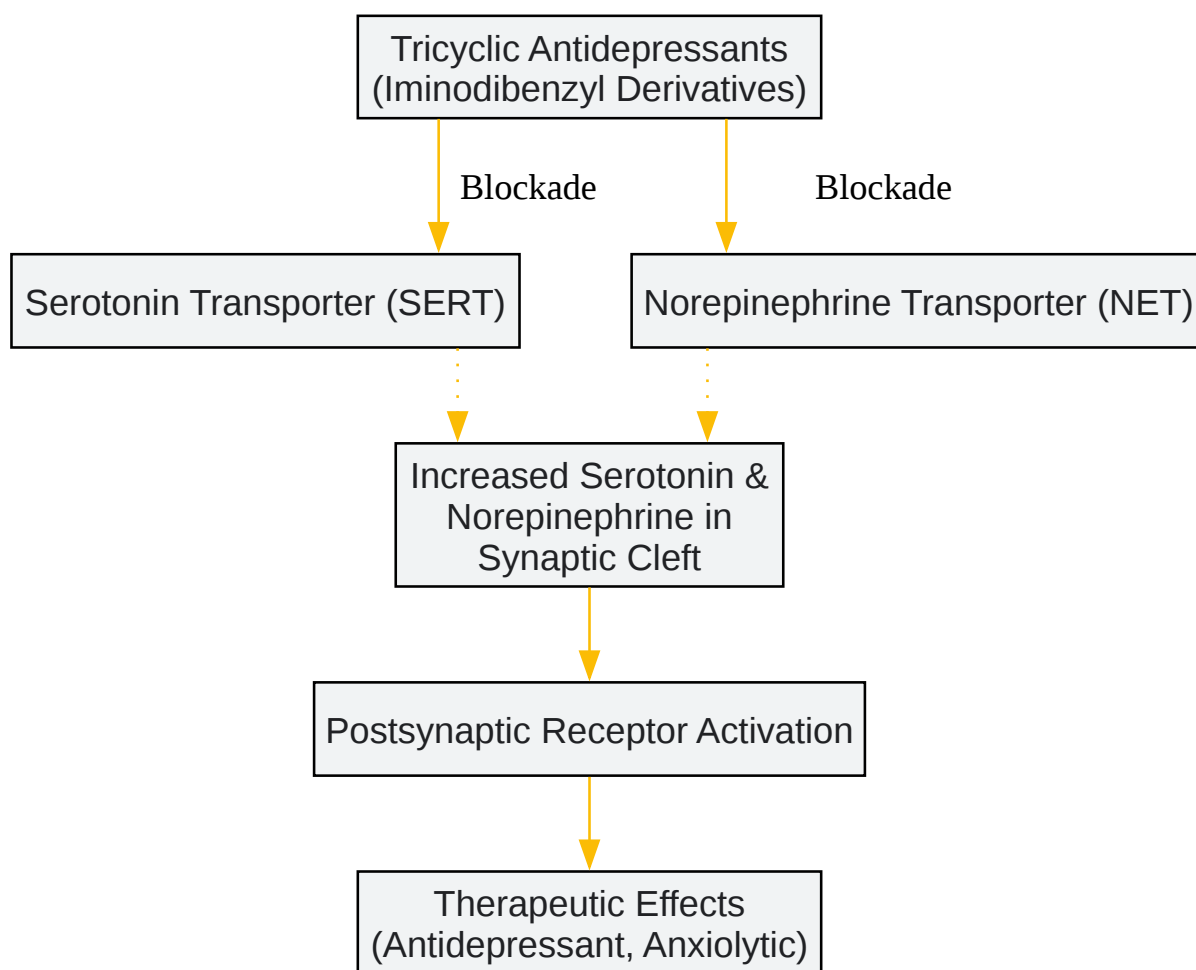 Tricyclic Antidepressants
(Iminodibenzyl Derivatives)
Blockade
Blockade
Serotonin Transporter (SERT)
Norepinephrine Transporter (NET)
Increased Serotonin &
Norepinephrine in
Synaptic Cleft
Postsynaptic Receptor Activation
Therapeutic Effects
(Antidepressant, Anxiolytic)